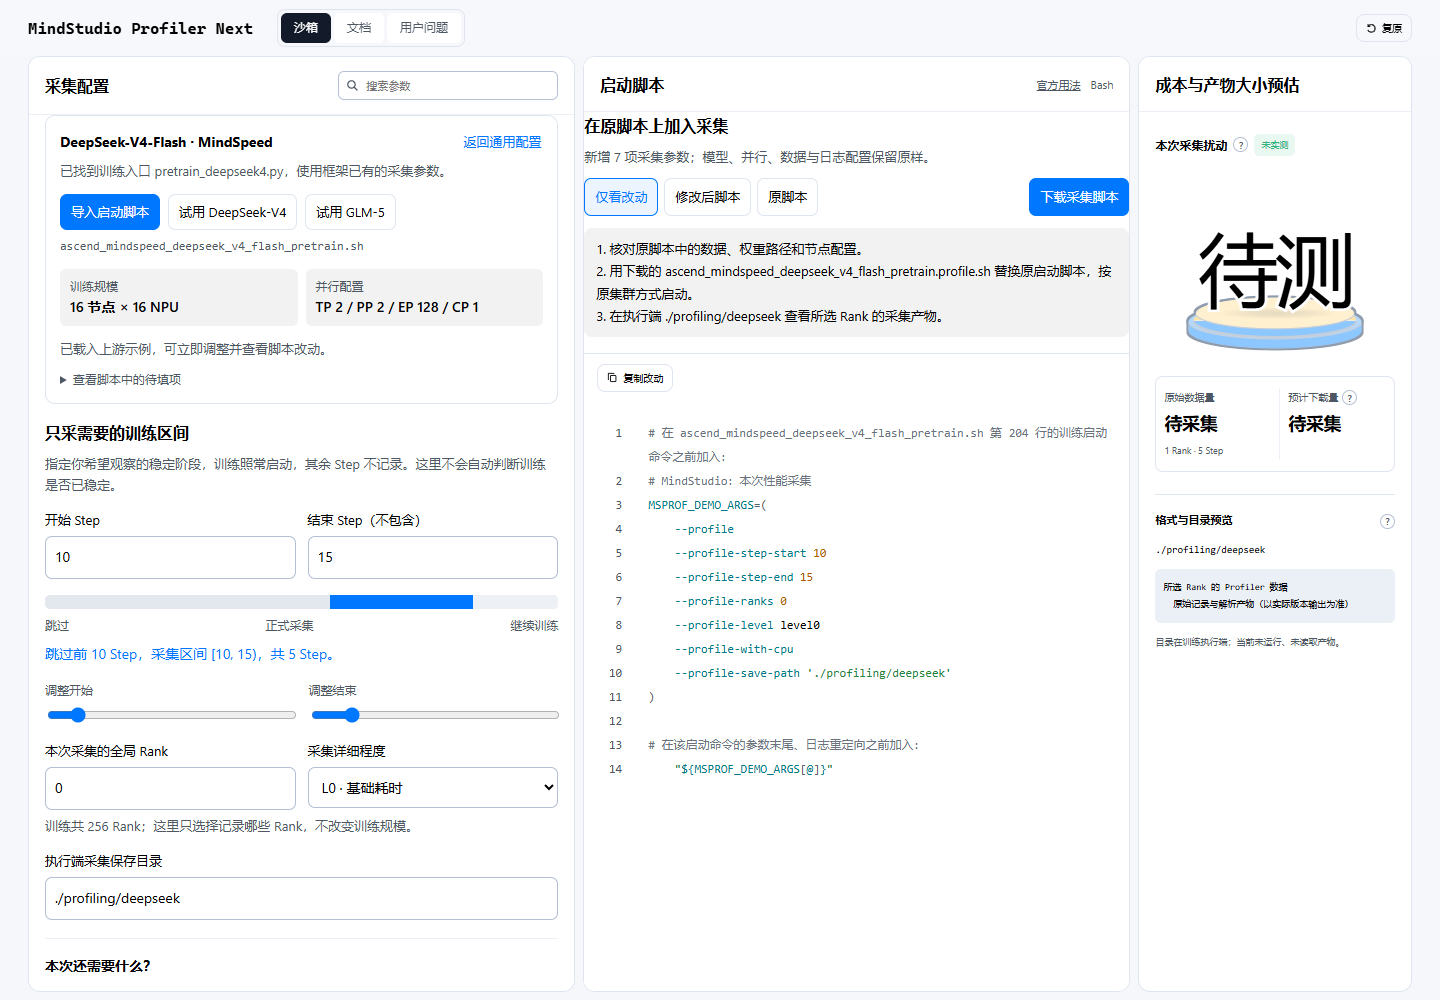 MindStudio Profiler Next
沙箱
文档
用户问题
复原
采集配置
搜索参数
DeepSeek-V4-Flash · MindSpeed
返回通用配置
已找到训练入口 pretrain_deepseek4.py，使用框架已有的采集参数。
导入启动脚本
试用 DeepSeek-V4
试用 GLM-5
ascend_mindspeed_deepseek_v4_flash_pretrain.sh
训练规模
16 节点 × 16 NPU
并行配置
TP 2 / PP 2 / EP 128 / CP 1
已载入上游示例，可立即调整并查看脚本改动。
查看脚本中的待填项
只采需要的训练区间
指定你希望观察的稳定阶段，训练照常启动，其余 Step 不记录。这里不会自动判断训练
是否已稳定。
开始 Step
结束 Step（不包含）
10
15
跳过
正式采集
继续训练
跳过前 10 Step，采集区间 [10, 15)，共 5 Step。
调整开始
调整结束
本次采集的全局 Rank
采集详细程度
0
L0 · 基础耗时
训练共 256 Rank；这里只选择记录哪些 Rank，不改变训练规模。
执行端采集保存目录
./profiling/deepseek
本次还需要什么？
启动脚本
官方用法
Bash
在原脚本上加入采集
新增 7 项采集参数；模型、并行、数据与日志配置保留原样。
仅看改动
修改后脚本
原脚本
下载采集脚本
1. 核对原脚本中的数据、权重路径和节点配置。
2. 用下载的 ascend_mindspeed_deepseek_v4_flash_pretrain.profile.sh 替换原启动脚本，按
原集群方式启动。
3. 在执行端 ./profiling/deepseek 查看所选 Rank 的采集产物。
复制改动
1 # 在 ascend_mindspeed_deepseek_v4_flash_pretrain.sh 第 204 行的训练启动
命令之前加入：
2 # MindStudio：本次性能采集
3 MSPROF_DEMO_ARGS=(
4 --profile
5 --profile-step-start 10
6 --profile-step-end 15
7 --profile-ranks 0
8 --profile-level level0
9 --profile-with-cpu
10 --profile-save-path './profiling/deepseek'
11 )
12
13 # 在该启动命令的参数末尾、日志重定向之前加入：
14 "${MSPROF_DEMO_ARGS[@]}"
成本与产物大小预估
本次采集扰动
?
未实测
待测
原始数据量
待采集
1 Rank · 5 Step
预计下载量
?
待采集
格式与目录预览
?
./profiling/deepseek
所选 Rank 的 Profiler 数据
原始记录与解析产物（以实际版本输出为准）
目录在训练执行端；当前未运行、未读取产物。